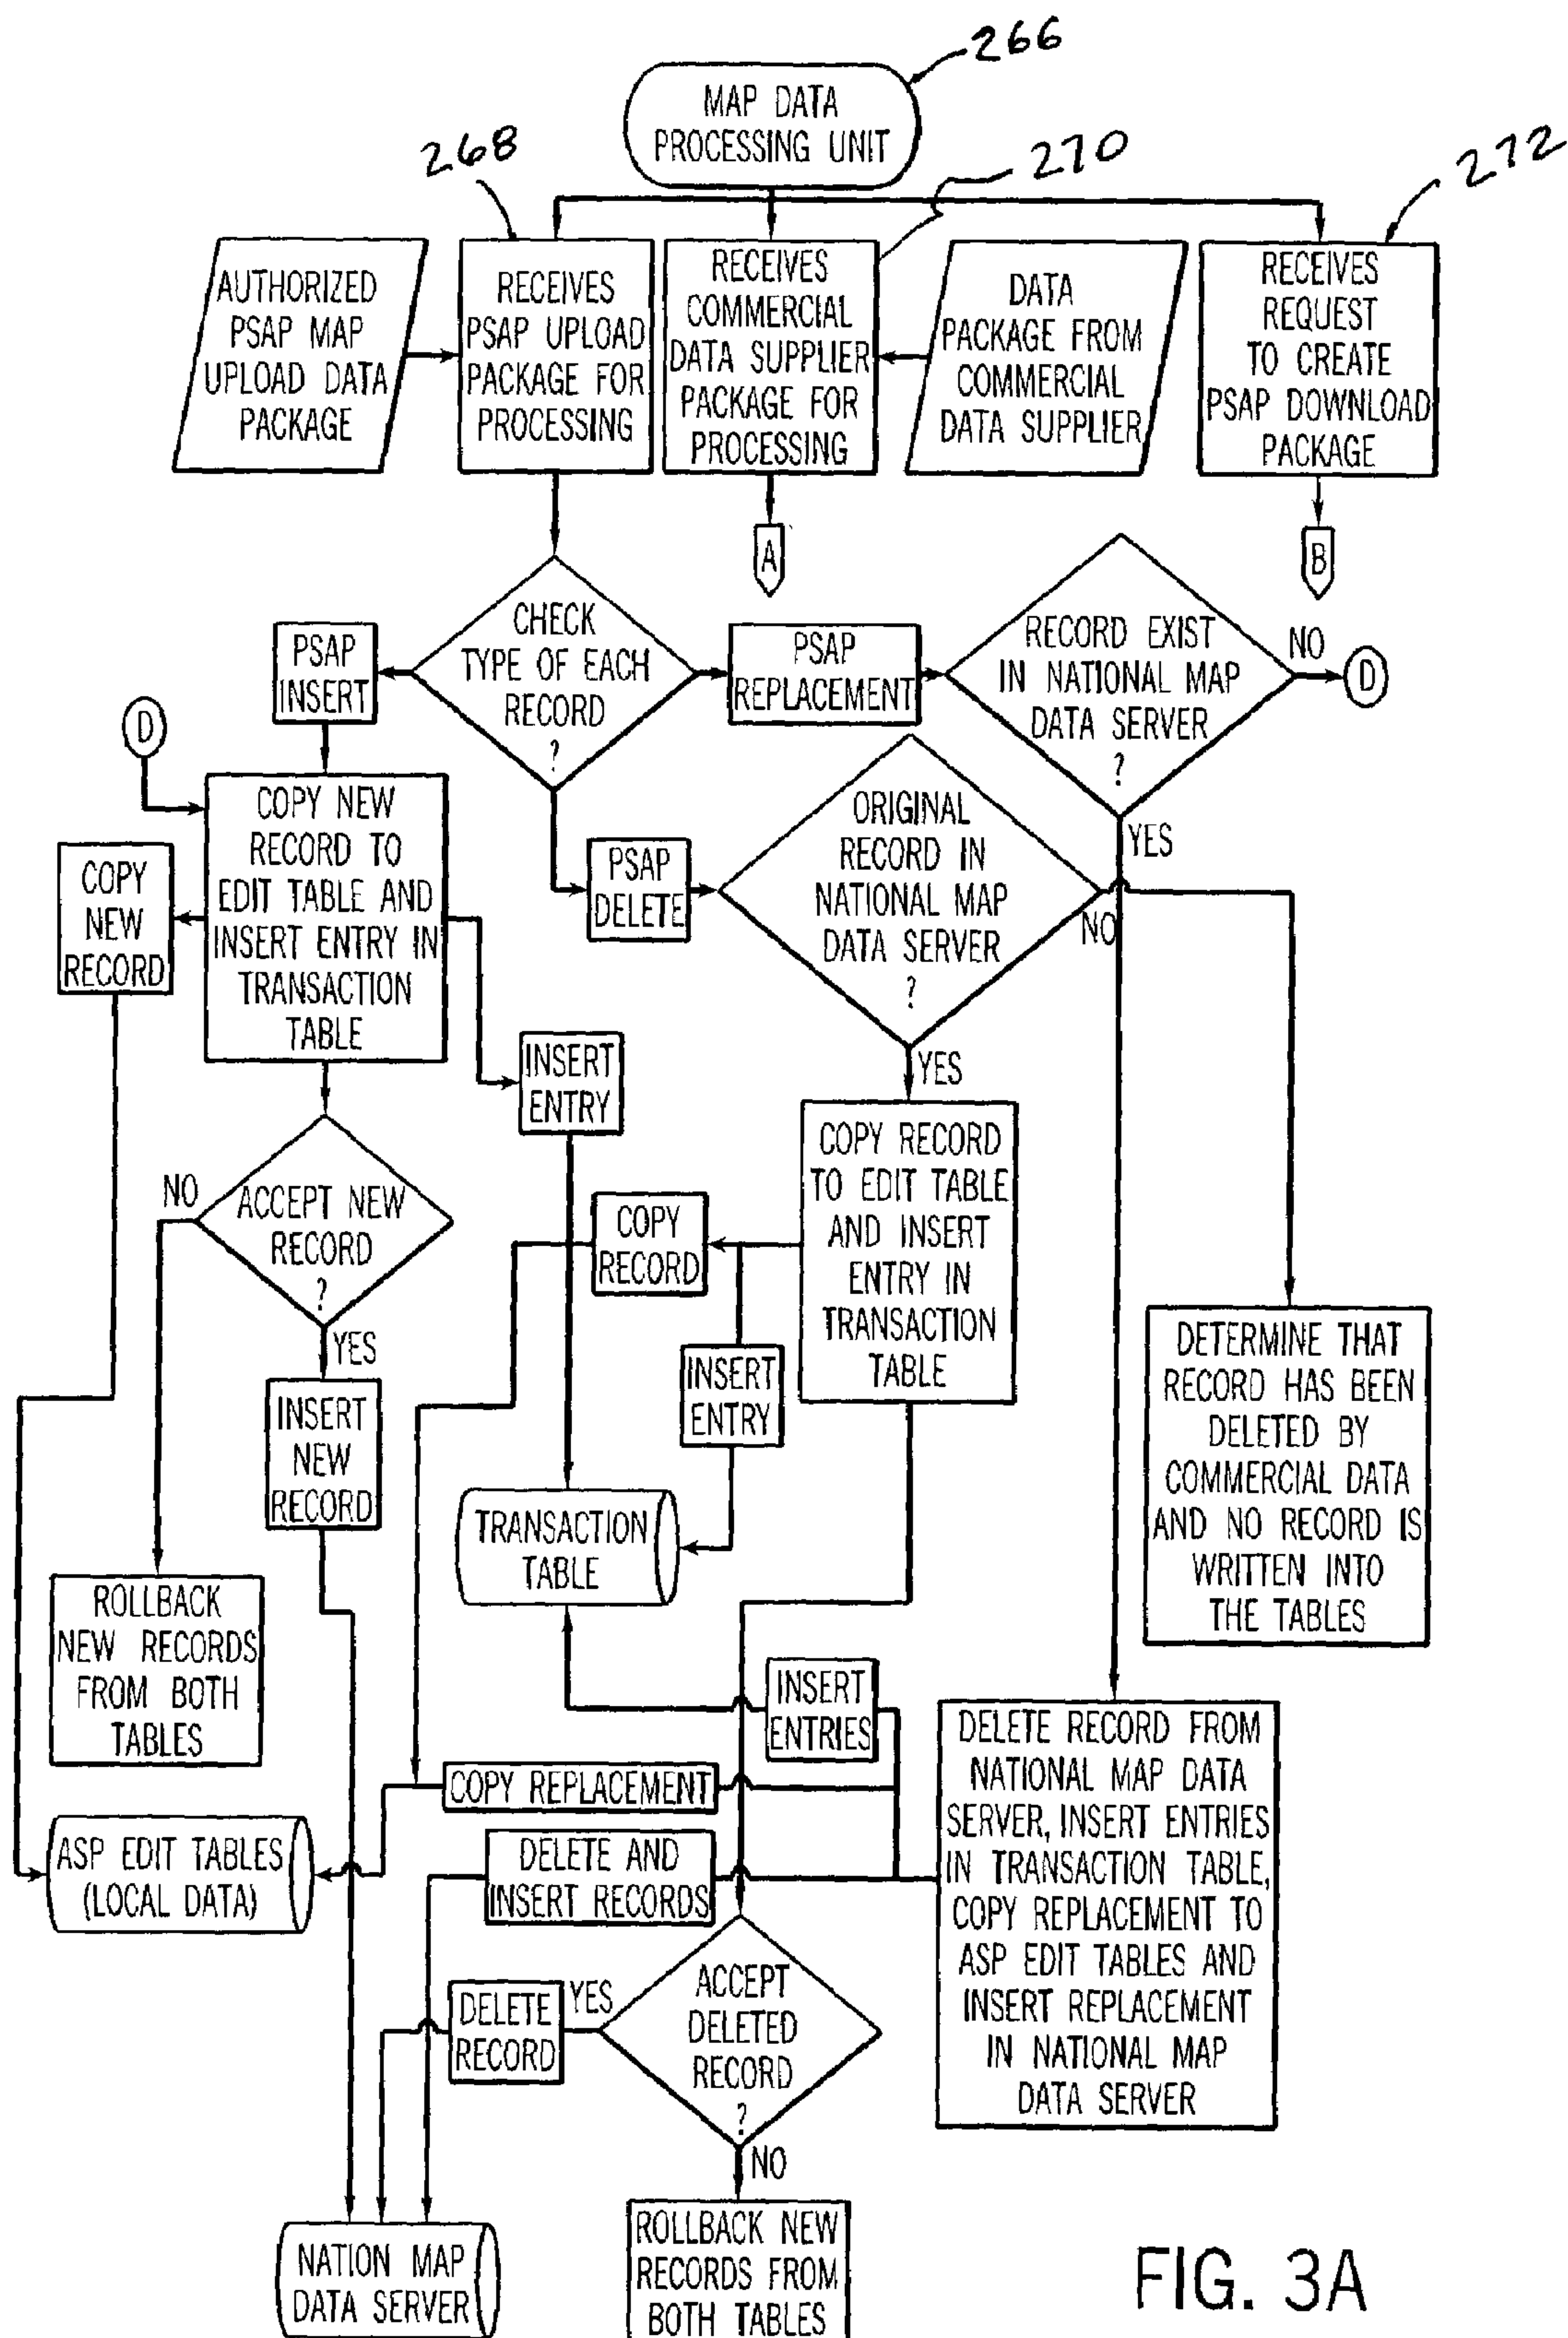 266
MAP DATA
PROCESSING UNIT
268
270
272
AUTHORIZED
PSAP MAP
UPLOAD DATA
PACKAGE
RECEIVES
PSAP UPLOAD
PACKAGE FOR
PROCESSING
RECEIVES
COMMERCIAL
DATA SUPPLIER
PACKAGE FOR
PROCESSING
DATA
PACKAGE FROM
COMMERCIAL
DATA SUPPLIER
RECEIVES
REQUEST
TO CREATE
PSAP DOWNLOAD
PACKAGE
A
B
CHECK
TYPE OF EACH
RECORD
?
PSAP
INSERT
PSAP
REPLACEMENT
RECORD EXIST
IN NATIONAL MAP
DATA SERVER
?
NO
D
YES
D
COPY NEW
RECORD TO
EDIT TABLE AND
INSERT ENTRY IN
TRANSACTION
TABLE
COPY
NEW
RECORD
PSAP
DELETE
ORIGINAL
RECORD IN
NATIONAL MAP
DATA SERVER
?
NO
YES
INSERT
ENTRY
COPY RECORD
TO EDIT TABLE
AND INSERT
ENTRY IN
TRANSACTION
TABLE
NO
ACCEPT NEW
RECORD
?
YES
COPY
RECORD
INSERT
ENTRY
INSERT
NEW
RECORD
DETERMINE THAT
RECORD HAS BEEN
DELETED BY
COMMERCIAL DATA
AND NO RECORD IS
WRITTEN INTO
THE TABLES
TRANSACTION
TABLE
ROLLBACK
NEW RECORDS
FROM BOTH
TABLES
INSERT
ENTRIES
COPY REPLACEMENT
DELETE AND
INSERT RECORDS
DELETE RECORD FROM
NATIONAL MAP DATA
SERVER, INSERT ENTRIES
IN TRANSACTION TABLE,
COPY REPLACEMENT TO
ASP EDIT TABLES AND
INSERT REPLACEMENT
IN NATIONAL MAP
DATA SERVER
ASP EDIT TABLES
(LOCAL DATA)
DELETE
RECORD
YES
ACCEPT
DELETED
RECORD
?
NO
NATION MAP
DATA SERVER
ROLLBACK NEW
RECORDS FROM
BOTH TABLES
FIG. 3A